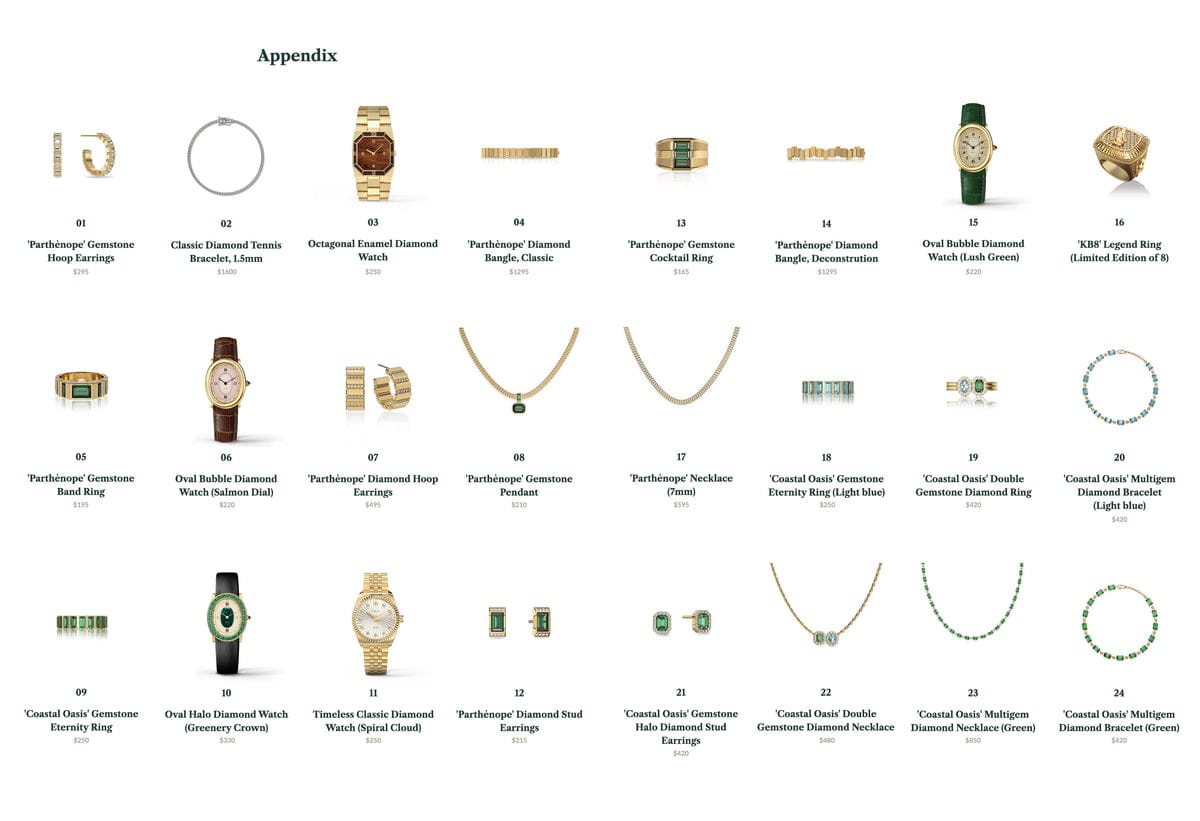 Appendix
01
'Parthènope' Gemstone
Hoop Earrings
$295
02
Classic Diamond Tennis
Bracelet, 1.5mm
$1600
03
Octagonal Enamel Diamond
Watch
$250
04
'Parthènope' Diamond
Bangle, Classic
$1295
13
'Parthènope' Gemstone
Cocktail Ring
$165
14
'Parthènope' Diamond
Bangle, Deconstrution
$1295
15
Oval Bubble Diamond
Watch (Lush Green)
$220
16
'KB8' Legend Ring
(Limited Edition of 8)
05
'Parthènope' Gemstone
Band Ring
$195
06
Oval Bubble Diamond
Watch (Salmon Dial)
$220
07
'Parthènope' Diamond Hoop
Earrings
$495
08
'Parthènope' Gemstone
Pendant
$210
17
'Parthènope' Necklace
(7mm)
$595
18
'Coastal Oasis' Gemstone
Eternity Ring (Light blue)
$250
19
'Coastal Oasis' Double
Gemstone Diamond Ring
$420
20
'Coastal Oasis' Multigem
Diamond Bracelet
(Light blue)
$420
09
'Coastal Oasis' Gemstone
Eternity Ring
$250
10
Oval Halo Diamond Watch
(Greenery Crown)
$330
11
Timeless Classic Diamond
Watch (Spiral Cloud)
$250
12
'Parthènope' Diamond Stud
Earrings
$215
21
'Coastal Oasis' Gemstone
Halo Diamond Stud
Earrings
$420
22
'Coastal Oasis' Double
Gemstone Diamond Necklace
$480
23
'Coastal Oasis' Multigem
Diamond Necklace (Green)
$850
24
'Coastal Oasis' Multigem
Diamond Bracelet (Green)
$420